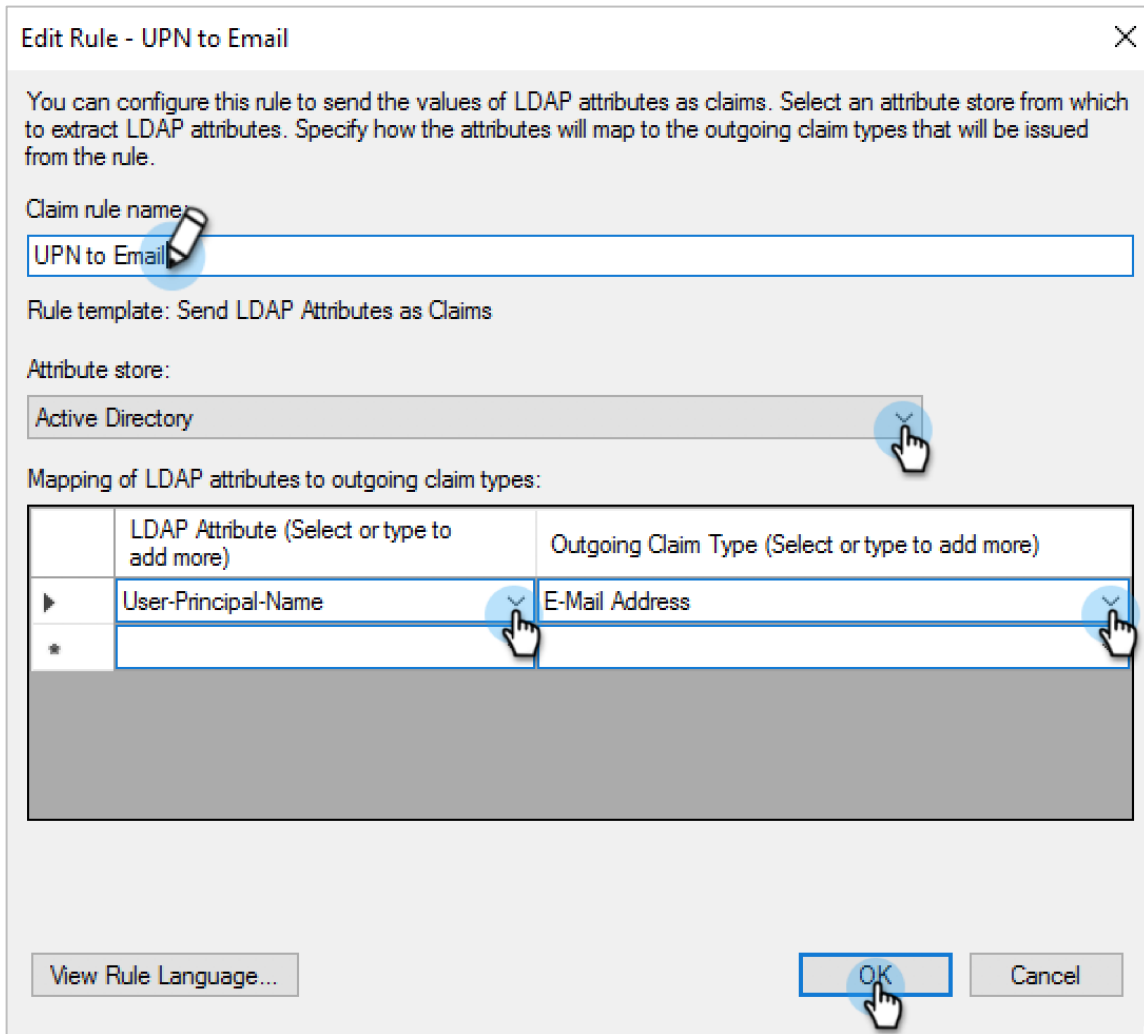 Edit Rule - UPN to Email
You can configure this rule to send the values of LDAP attributes as claims. Select an attribute store from which
to extract LDAP attributes. Specify how the attributes will map to the outgoing claim types that will be issued
from the rule.
Claim rule name:
UPN to Email
Rule template: Send LDAP Attributes as Claims
Attribute store:
Active Directory
Mapping of LDAP attributes to outgoing claim types:
LDAP Attribute (Select or type to
add more)
Outgoing Claim Type (Select or type to add more)
User-Principal-Name
E-Mail Address
*
View Rule Language...
OK
Cancel